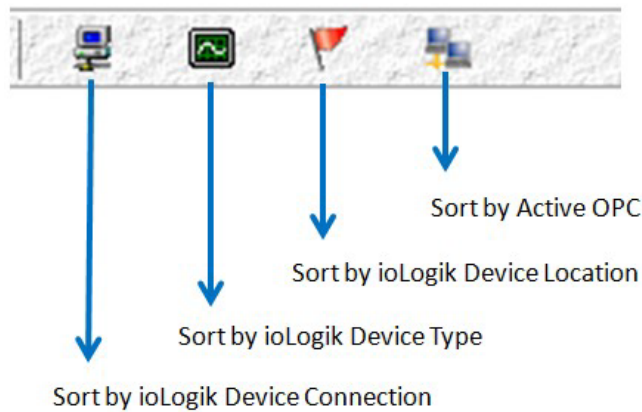 Sort by Active OPC
Sort by ioLogik Device Location
Sort by ioLogik Device Type
Sort by ioLogik Device Connection